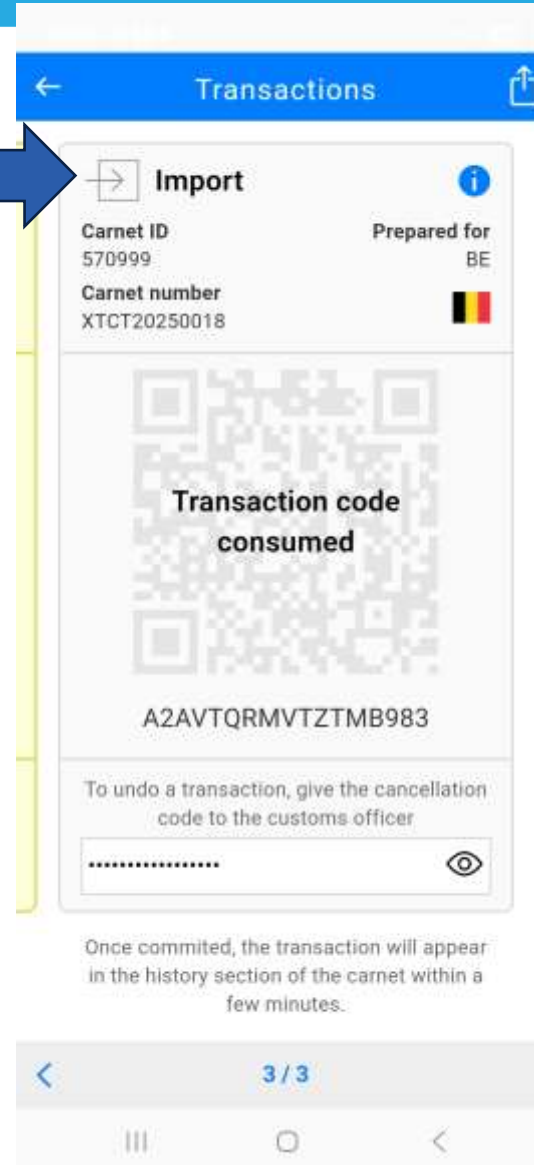 Transactions
Import
Carnet ID
Prepared for
570999
BE
Carnet number
XTCT20250018
Transaction code
consumed
A2AVTQRMVTZTMB983
To undo a transaction, give the cancellation
code to the customs officer
•••••••••••••••••
Once commited, the transaction will appear
in the history section of the carnet within a
few minutes.
3 / 3